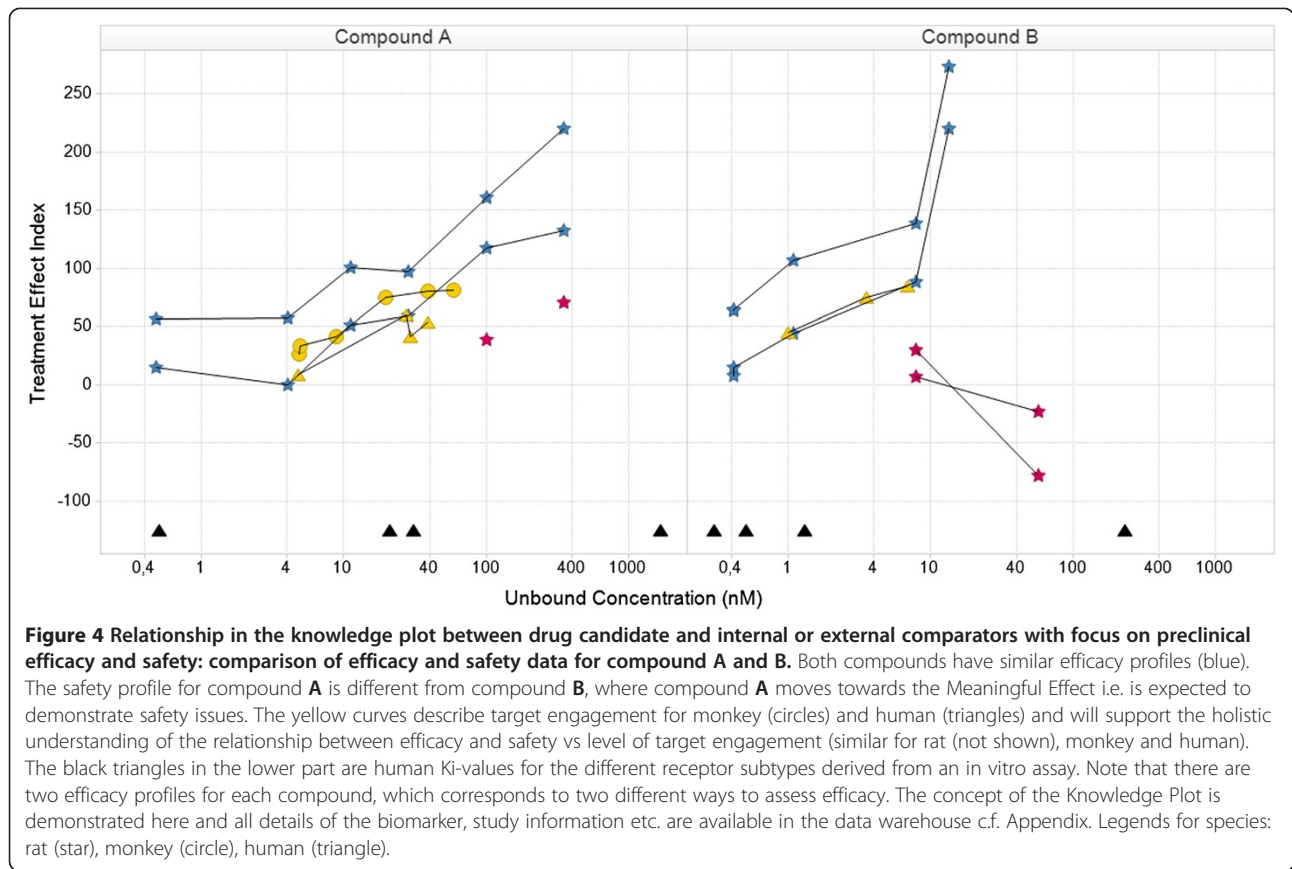 Compound A
Compound B
Treatment Effect Index
250
200
150
100
50
0
-50
-100
0,4 1 4 10 40 100 400 1000
0,4 1 4 10 40 100 400 1000
Unbound Concentration (nM)
Figure 4 Relationship in the knowledge plot between drug candidate and internal or external comparators with focus on preclinical
efficacy and safety: comparison of efficacy and safety data for compound A and B. Both compounds have similar efficacy profiles (blue).
The safety profile for compound A is different from compound B, where compound A moves towards the Meaningful Effect i.e. is expected to
demonstrate safety issues. The yellow curves describe target engagement for monkey (circles) and human (triangles) and will support the holistic
understanding of the relationship between efficacy and safety vs level of target engagement (similar for rat (not shown), monkey and human).
The black triangles in the lower part are human Ki-values for the different receptor subtypes derived from an in vitro assay. Note that there are
two efficacy profiles for each compound, which corresponds to two different ways to assess efficacy. The concept of the Knowledge Plot is
demonstrated here and all details of the biomarker, study information etc. are available in the data warehouse c.f. Appendix. Legends for species:
rat (star), monkey (circle), human (triangle).